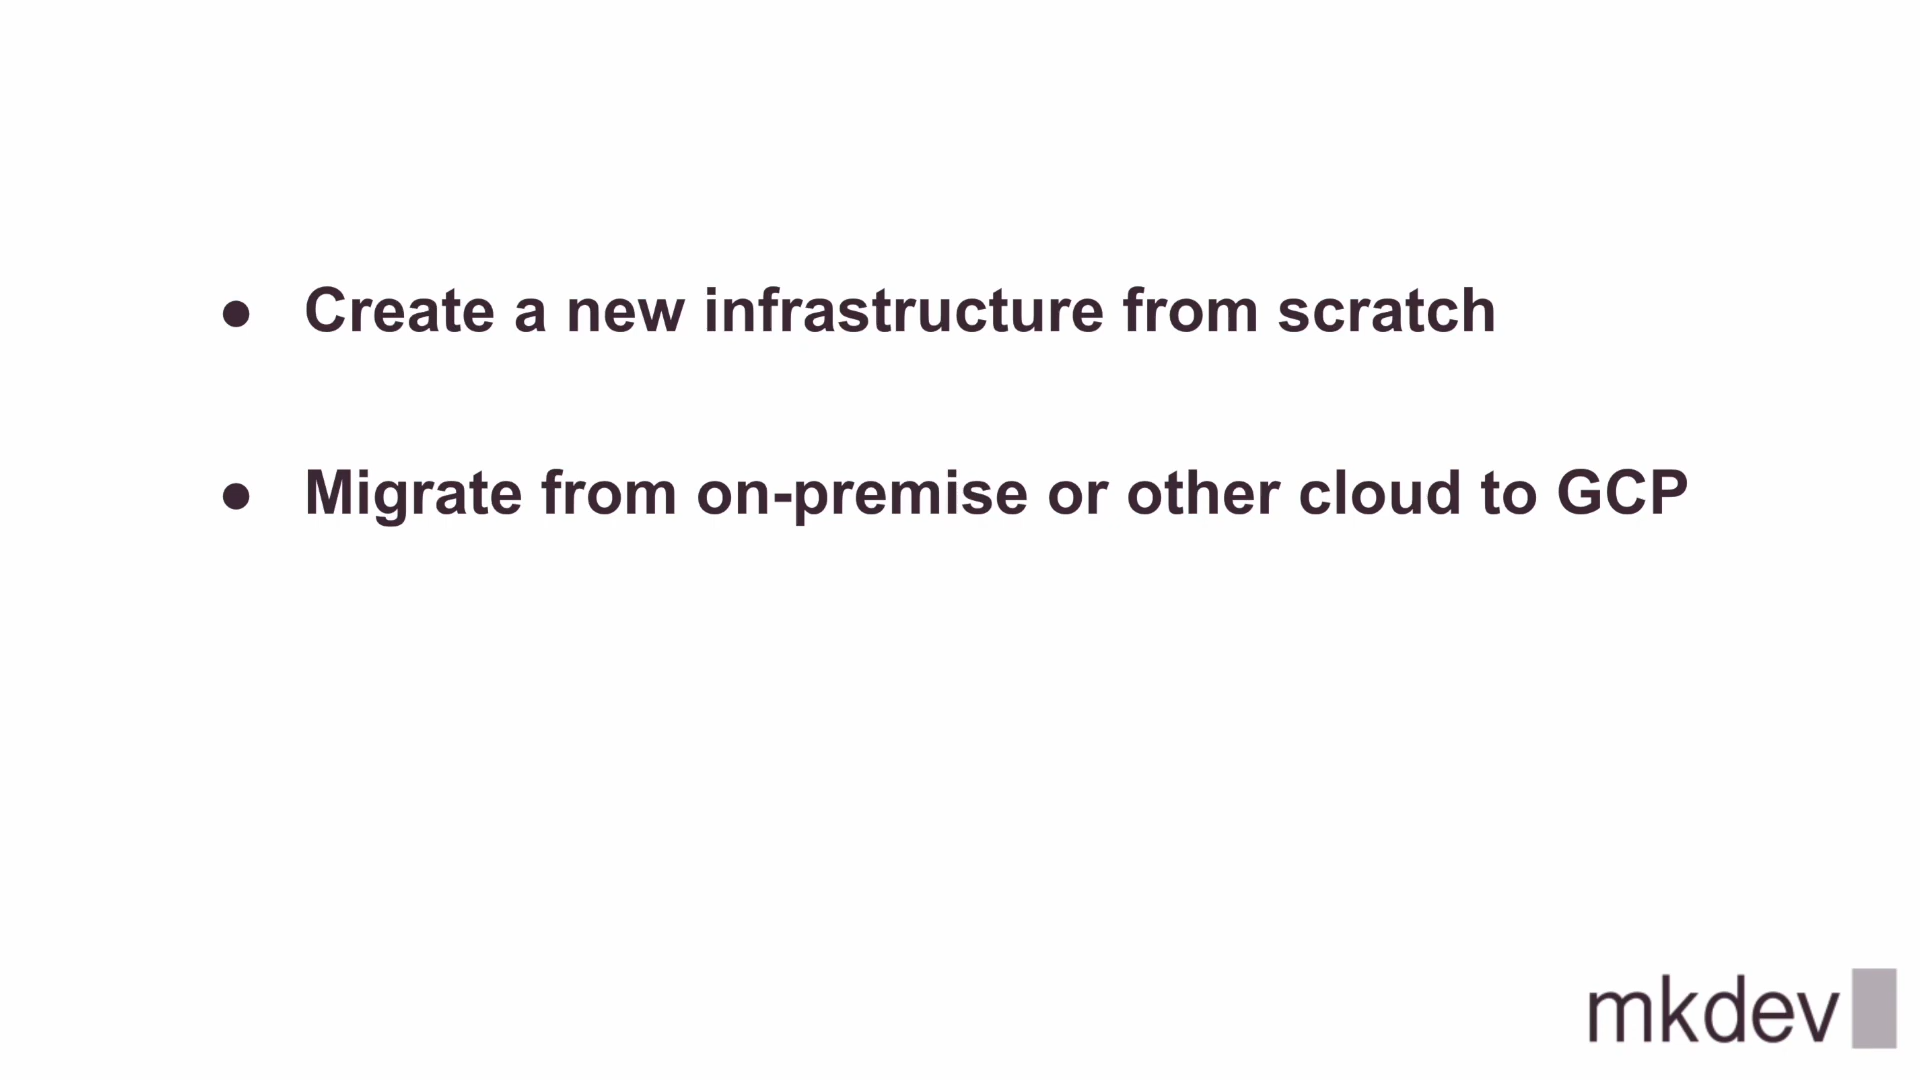 ● Create a new infrastructure from scratch
● Migrate from on-premise or other cloud to GCP
mkdev